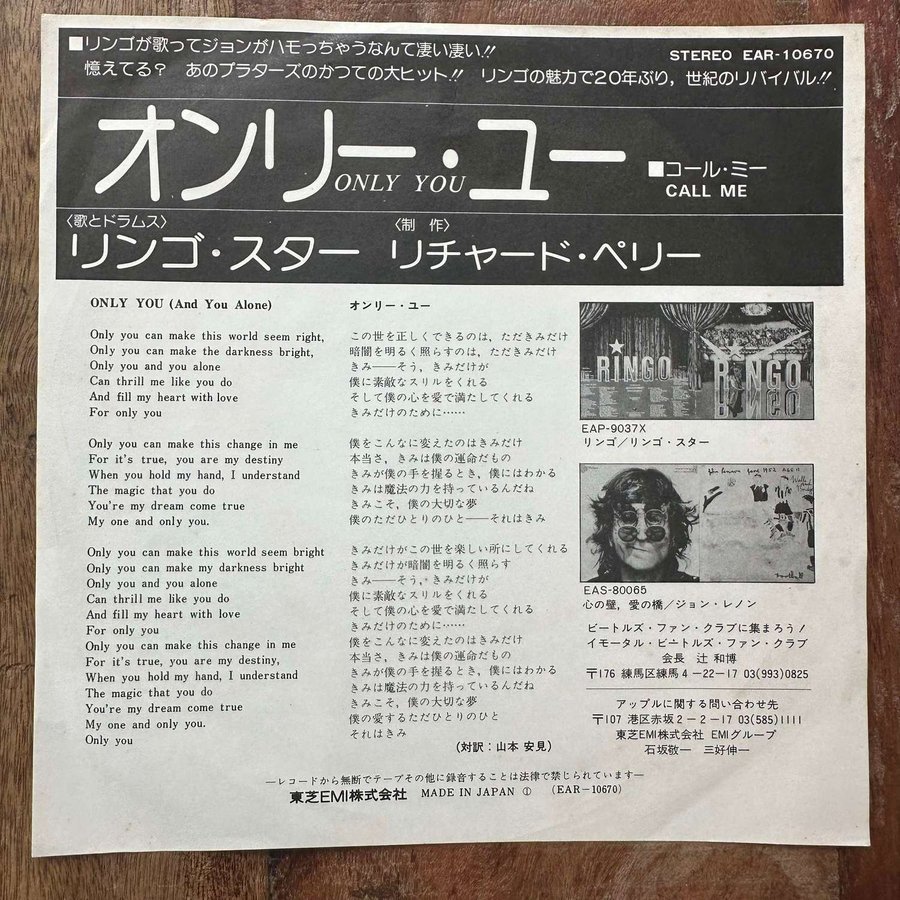 ■リンゴが歌ってジョンがハモっちゃうなんて凄い凄い!!
STEREO EAR-10670
憶えてる? あのプラターズのかつての大ヒット!! リンゴの魅力で20年ぶり,世紀のリバイバル!!
オンリー・ユー
ONLY YOU
■コール・ミー
CALL ME
〈歌とドラムス〉
リンゴ・スター
〈制 作〉
リチャード・ペリー
ONLY YOU (And You Alone)
Only you can make this world seem right,
Only you can make the darkness bright,
Only you and you alone
Can thrill me like you do
And fill my heart with love
For only you
Only you can make this change in me
For it's true, you are my destiny
When you hold my hand, I understand
The magic that you do
You're my dream come true
My one and only you.
Only you can make this world seem bright
Only you can make my darkness bright
Only you and you alone
Can thrill me like you do
And fill my heart with love
For only you
Only you can make this change in me
For it's true, you are my destiny,
When you hold my hand, I understand
The magic that you do
You're my dream come true
My one and only you.
Only you
オンリー・ユー
この世を正しくできるのは,ただきみだけ
暗闇を明るく照らすのは,ただきみだけ
きみ——そう,きみだけが
僕に素敵なスリルをくれる
そして僕の心を愛で満たしてくれる
きみだけのために……
僕をこんなに変えたのはきみだけ
本当さ,きみは僕の運命だもの
きみが僕の手を握るとき,僕にはわかる
きみは魔法の力を持っているんだね
きみこそ,僕の大切な夢
僕のただひとりのひと——それはきみ
きみだけがこの世を楽しい所にしてくれる
きみだけが暗闇を明るく照らす
きみ——そう,きみだけが
僕に素敵なスリルをくれる
そして僕の心を愛で満たしてくれる
きみだけのために……
僕をこんなに変えたのはきみだけ
本当さ,きみは僕の運命だもの
きみが僕の手を握るとき,僕にはわかる
きみは魔法の力を持っているんだね
きみこそ,僕の大切な夢
僕の愛するただひとりのひと
それはきみ
(対訳:山本 安見)
RINGO
RINGO
EAP-9037X
リンゴ/リンゴ・スター
EAS-80065
心の壁,愛の橋/ジョン・レノン
ビートルズ・ファン・クラブに集まろう!
イモータル・ビートルズ・ファン・クラブ
会長 辻 和博
〒176 練馬区練馬4-22-17 03(993)0825
アップルに関する問い合わせ先
〒107 港区赤坂2-2-17 03(585)1111
東芝EMI株式会社 EMIグループ
石坂敬一 三好伸一
—レコードから無断でテープその他に録音することは法律で禁じられています—
東芝EMI株式会社 MADE IN JAPAN ① (EAR-10670)